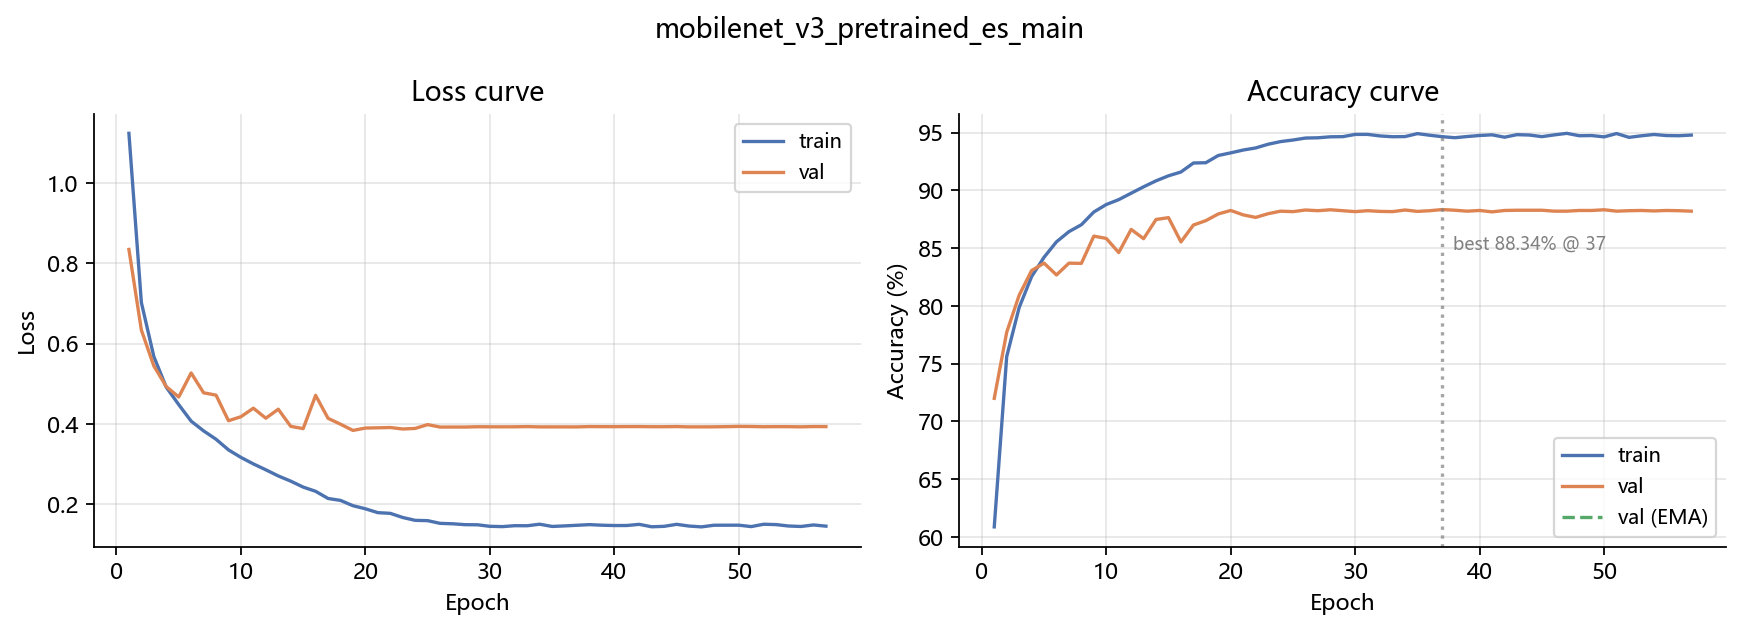 mobilenet_v3_pretrained_es_main
Loss curve
1.0
0.8
0.6
0.4
0.2
Loss
0 10 20 30 40 50
Epoch
train
val
Accuracy curve
95
90
85
80
75
70
65
60
Accuracy (%)
0 10 20 30 40 50
Epoch
best 88.34% @ 37
train
val
val (EMA)